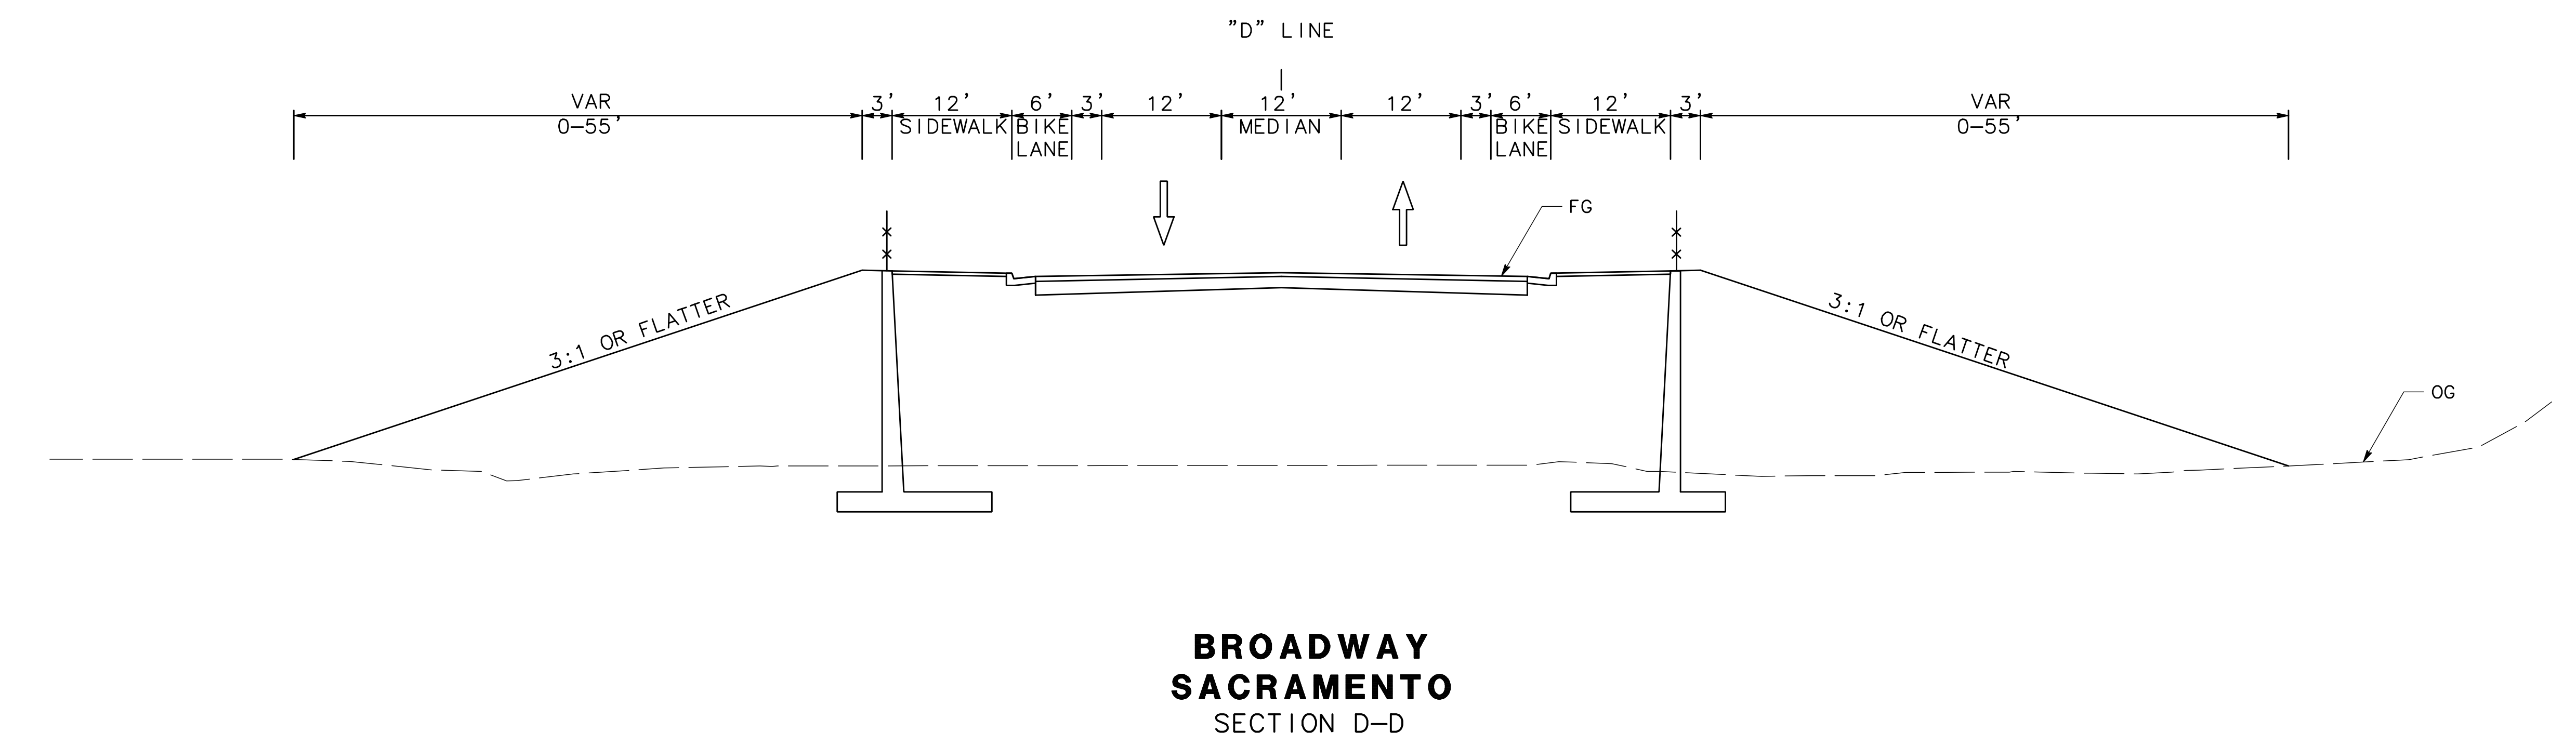 "D" LINE
VAR 3' 12' 6' 3' 12' 12' 12' 3' 6' 12' 3' VAR
0-55' SIDEWALK BIKE MEDIAN BIKE SIDEWALK 0-55'
LANE LANE
FG
3:1 OR FLATTER 3:1 OR FLATTER
OG
BROADWAY
SACRAMENTO
SECTION D-D